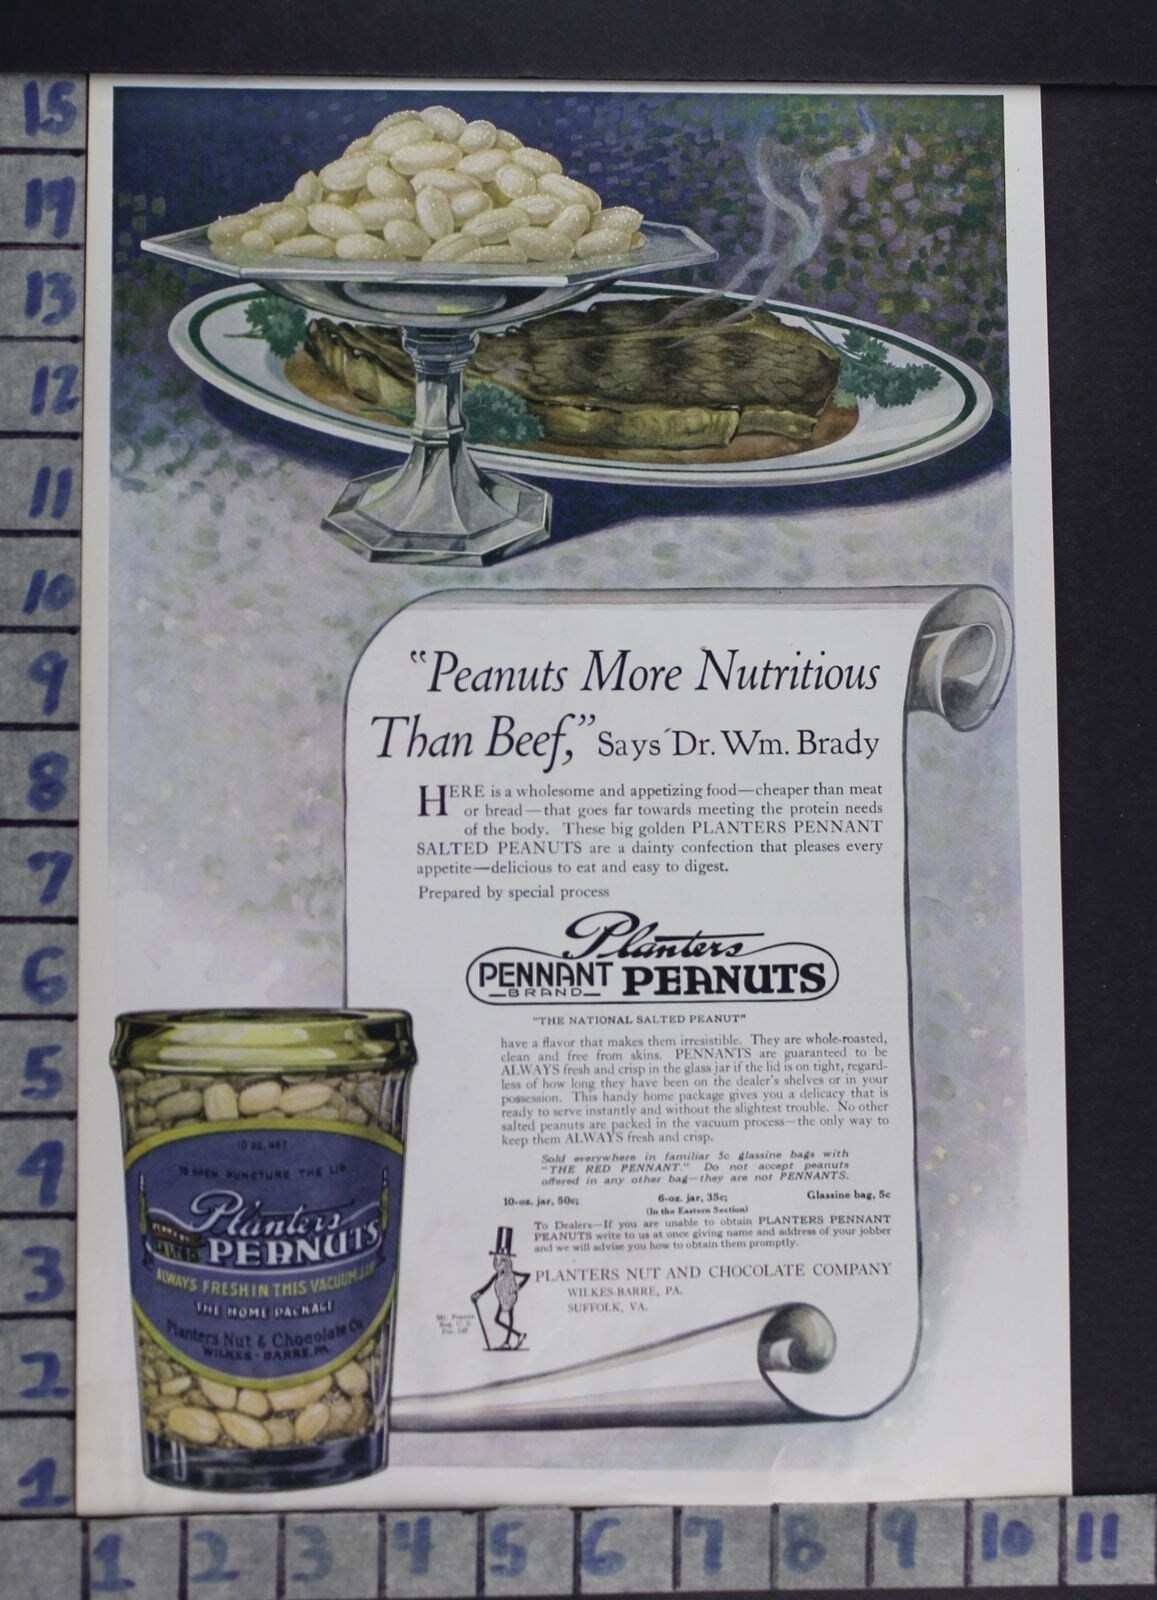 15
14
13
12
11
10
9
8
7
6
5
4
3
2
1
"Peanuts More Nutritious
Than Beef," Says Dr. Wm. Brady
HERE is a wholesome and appetizing food—cheaper than meat
or bread—that goes far towards meeting the protein needs
of the body. These big golden PLANTERS PENNANT
SALTED PEANUTS are a dainty confection that pleases every
appetite—delicious to eat and easy to digest.
Prepared by special process
Planters
PENNANT PEANUTS
—BRAND—
"THE NATIONAL SALTED PEANUT"
have a flavor that makes them irresistible. They are whole-roasted,
clean and free from skins. PENNANTS are guaranteed to be
ALWAYS fresh and crisp in the glass jar if the lid is on tight, regard-
less of how long they have been on the dealer's shelves or in your
possession. This handy home package gives you a delicacy that is
ready to serve instantly and without the slightest trouble. No other
salted peanuts are packed in the vacuum process—the only way to
keep them ALWAYS fresh and crisp.
Sold everywhere in familiar 5c glassine bags with
"THE RED PENNANT." Do not accept peanuts
offered in any other bag—they are not PENNANTS.
10-oz. jar, 50c; 6-oz. jar, 35c; Glassine bag, 5c
(In the Eastern Section)
To Dealers—If you are unable to obtain PLANTERS PENNANT
PEANUTS write to us at once giving name and address of your jobber
and we will advise you how to obtain them promptly.
PLANTERS NUT AND CHOCOLATE COMPANY
WILKES-BARRE, PA.
SUFFOLK, VA.
Mr. Peanut
Reg. U. S.
Pat. Off.
10 OZ. NET
TO OPEN PUNCTURE THE LID
Planters
PEANUTS
ALWAYS FRESH IN THIS VACUUM JAR
THE HOME PACKAGE
Planters Nut & Chocolate Co.
WILKES-BARRE, PA.
1 2 3 4 5 6 7 8 9 10 11